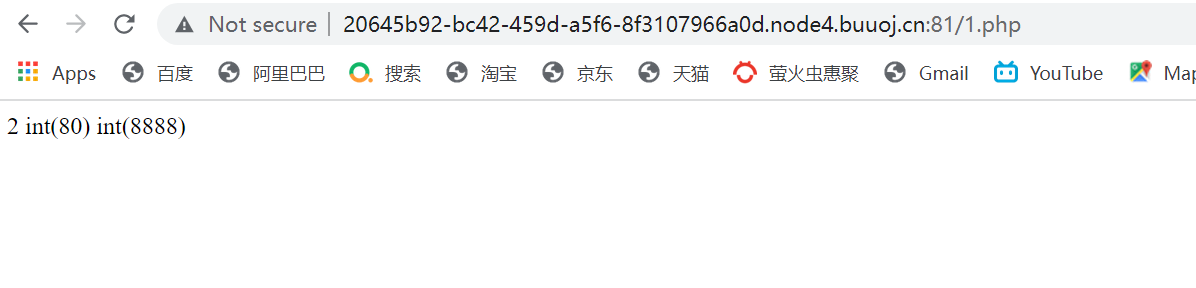 Not secure 20645b92-bc42-459d-a5f6-8f3107966a0d.node4.buuoj.cn:81/1.php
Apps 百度 阿里巴巴 搜索 淘宝 京东 天猫 萤火虫惠聚 Gmail YouTube Map
2 int(80) int(8888)